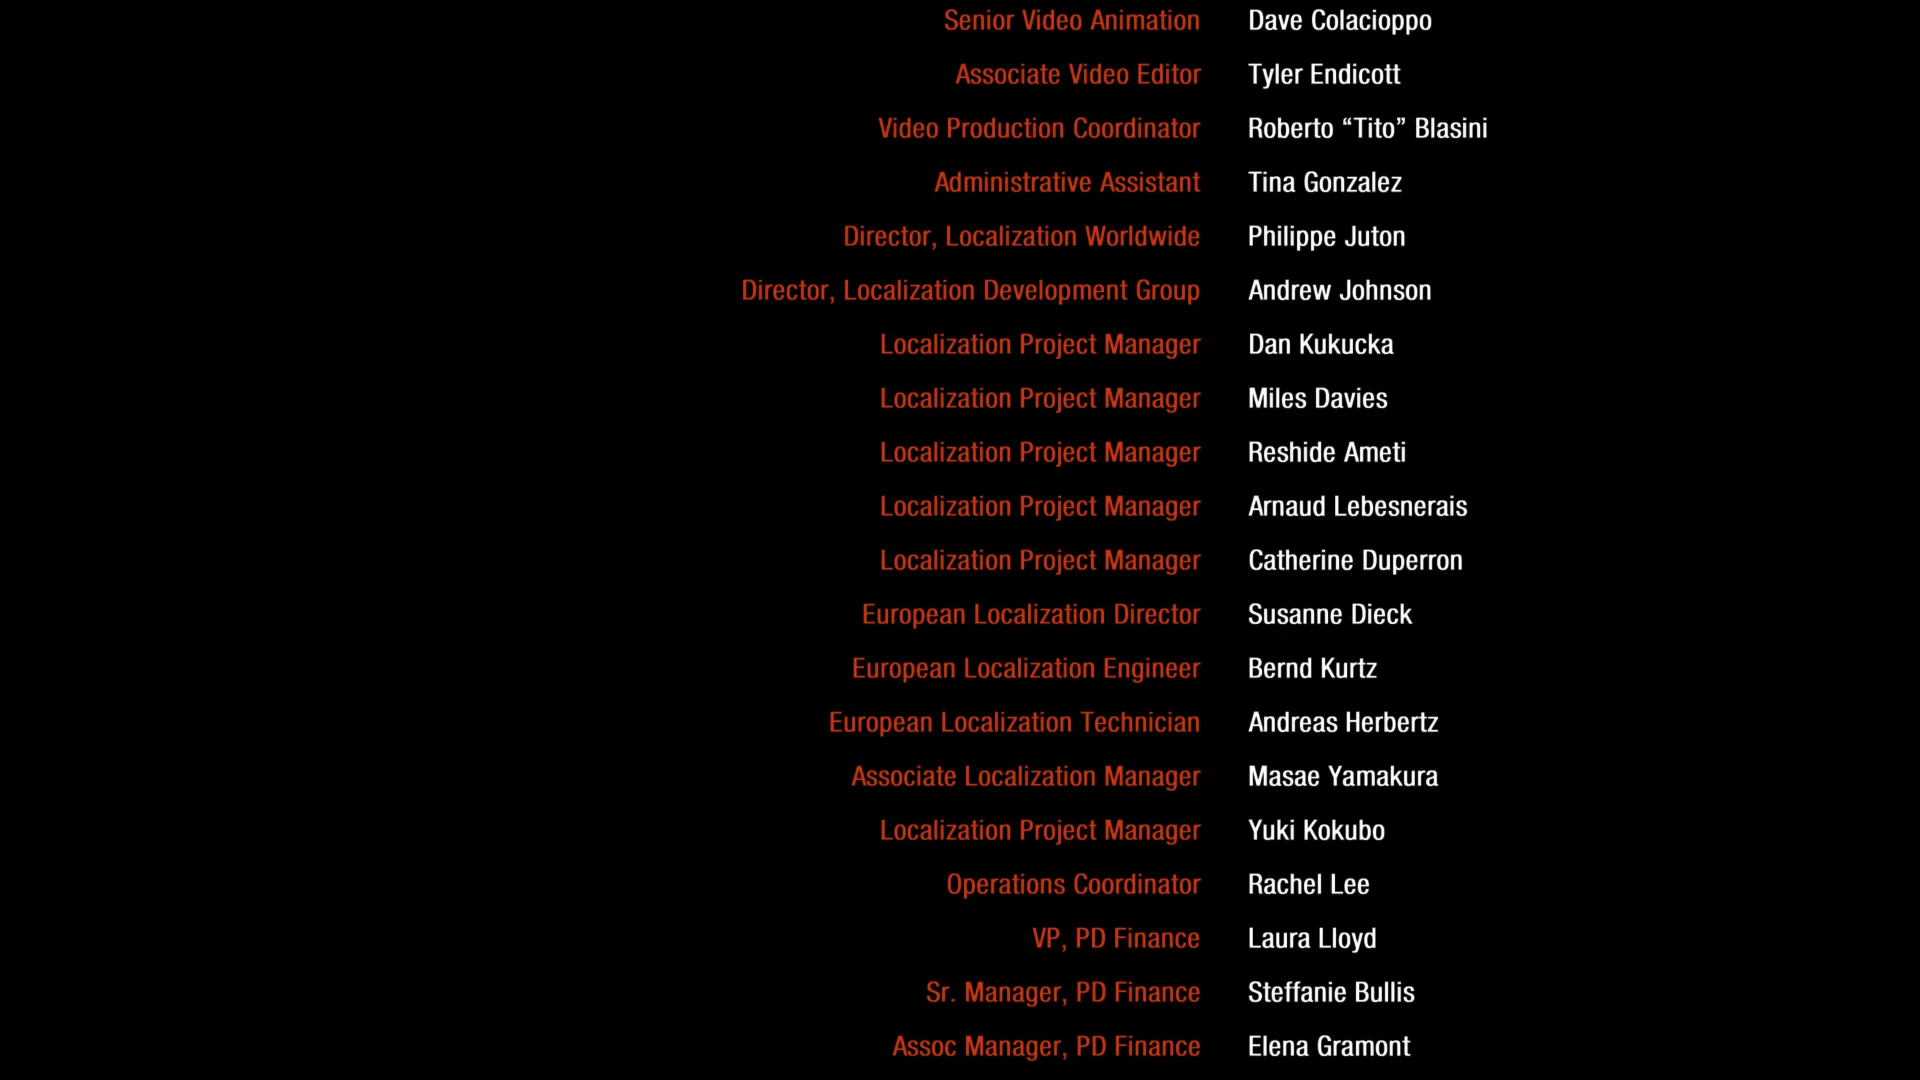 Senior Video Animation Dave Colacioppo
Associate Video Editor Tyler Endicott
Video Production Coordinator Roberto “Tito” Blasini
Administrative Assistant Tina Gonzalez
Director, Localization Worldwide Philippe Juton
Director, Localization Development Group Andrew Johnson
Localization Project Manager Dan Kukucka
Localization Project Manager Miles Davies
Localization Project Manager Reshide Ameti
Localization Project Manager Arnaud Lebesnerais
Localization Project Manager Catherine Duperron
European Localization Director Susanne Dieck
European Localization Engineer Bernd Kurtz
European Localization Technician Andreas Herbertz
Associate Localization Manager Masae Yamakura
Localization Project Manager Yuki Kokubo
Operations Coordinator Rachel Lee
VP, PD Finance Laura Lloyd
Sr. Manager, PD Finance Steffanie Bullis
Assoc Manager, PD Finance Elena Gramont